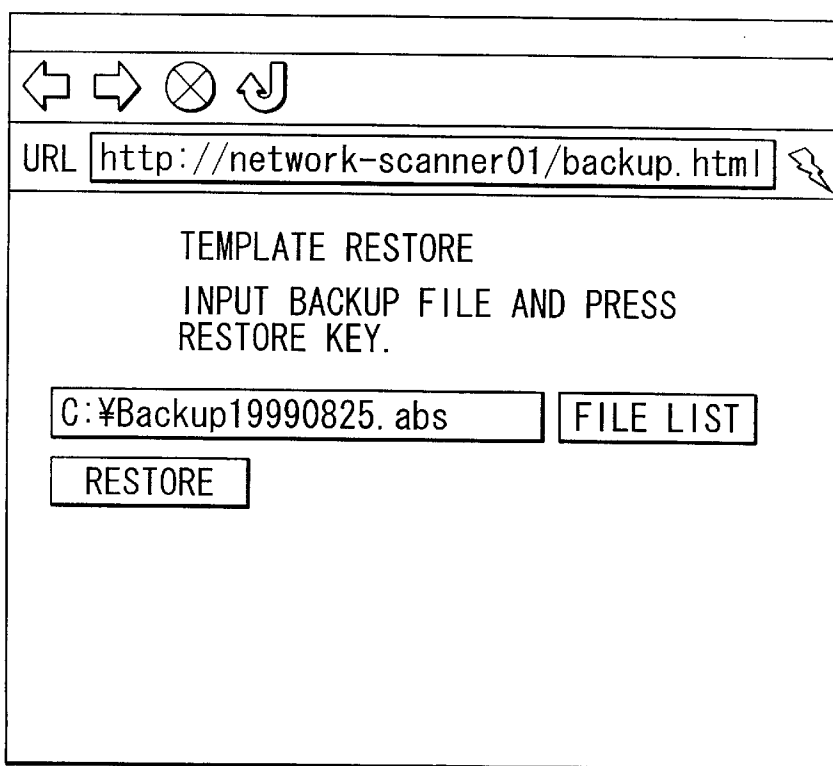 URL http://network-scanner01/backup.html
TEMPLATE RESTORE
INPUT BACKUP FILE AND PRESS
RESTORE KEY.
C:¥Backup19990825.abs FILE LIST
RESTORE